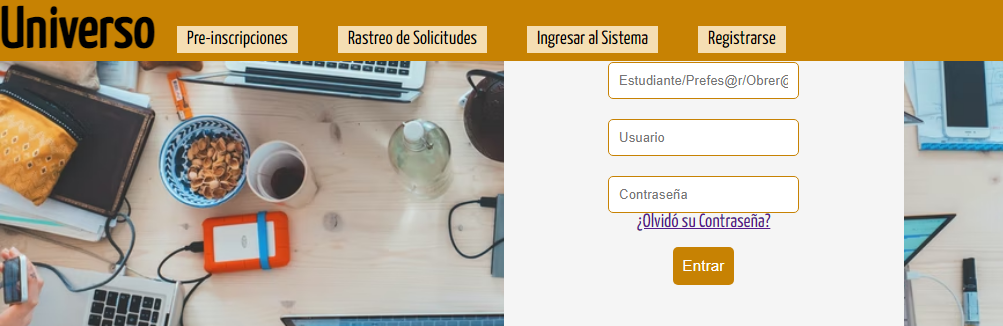 Universo
Pre-inscripciones
Rastreo de Solicitudes
Ingresar al Sistema
Registrarse
Estudiante/Prefes@r/Obrer@
Usuario
Contraseña
¿Olvidó su Contraseña?
Entrar